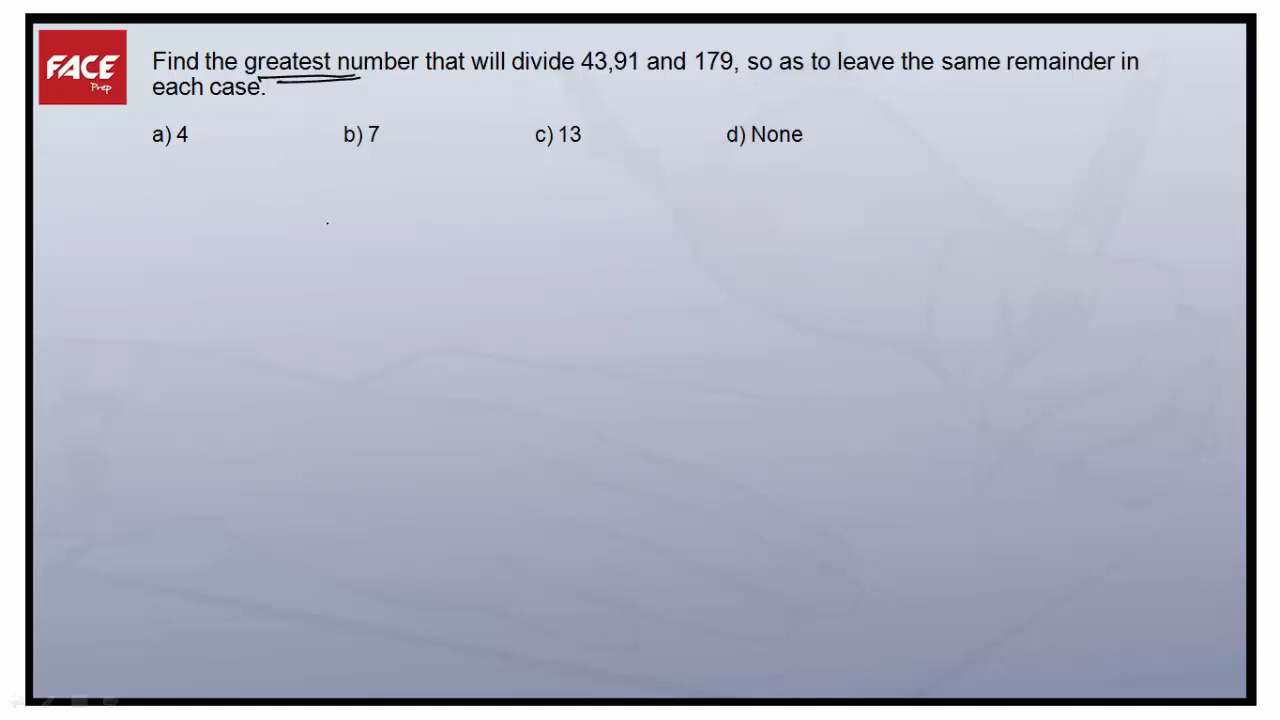 FACE
Prep
Find the greatest number that will divide 43,91 and 179, so as to leave the same remainder in
each case.
a) 4 b) 7 c) 13 d) None